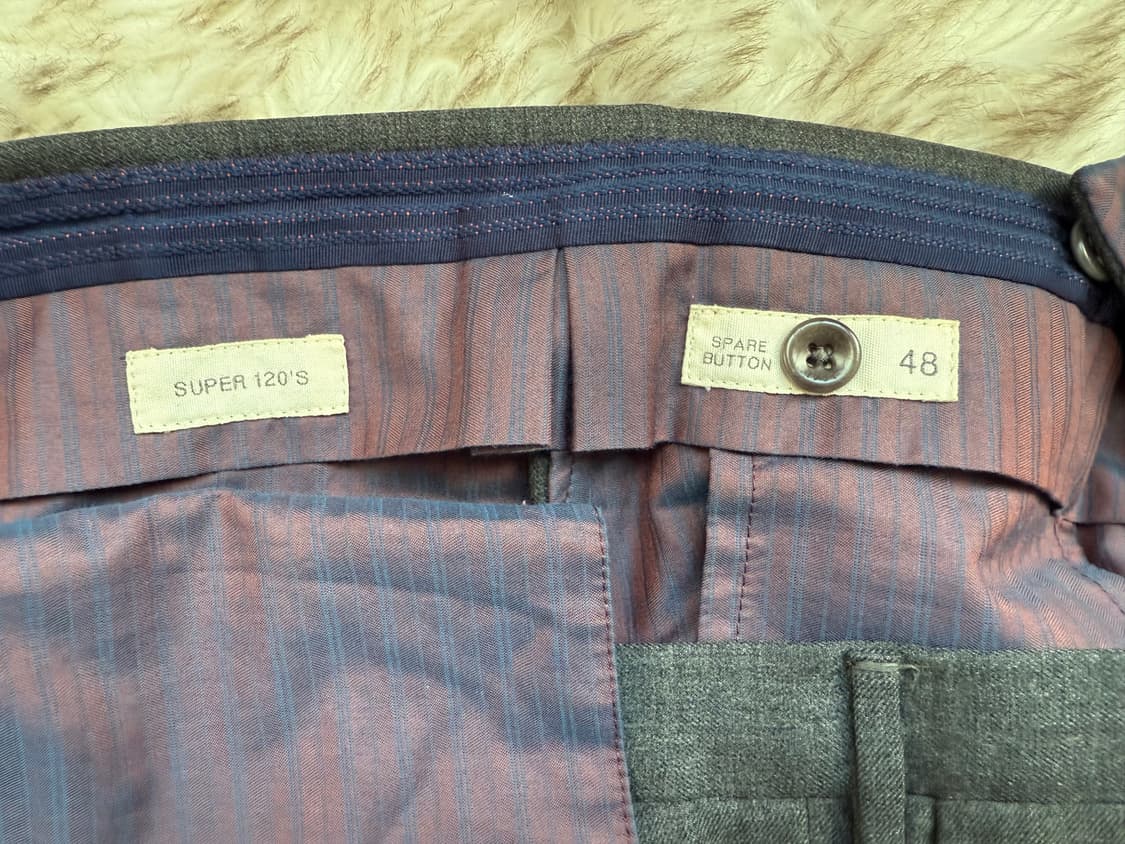 SUPER 120'S
SPARE
BUTTON
48